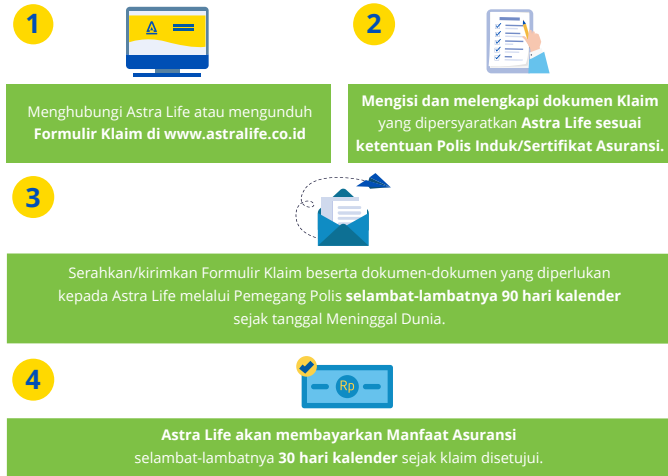 1
2
Menghubungi Astra Life atau mengunduh
Formulir Klaim di www.astralife.co.id
Mengisi dan melengkapi dokumen Klaim
yang dipersyaratkan Astra Life sesuai
ketentuan Polis Induk/Sertifikat Asuransi.
3
Serahkan/kirimkan Formulir Klaim beserta dokumen-dokumen yang diperlukan
kepada Astra Life melalui Pemegang Polis selambat-lambatnya 90 hari kalender
sejak tanggal Meninggal Dunia.
4
Rp
Astra Life akan membayarkan Manfaat Asuransi
selambat-lambatnya 30 hari kalender sejak klaim disetujui.